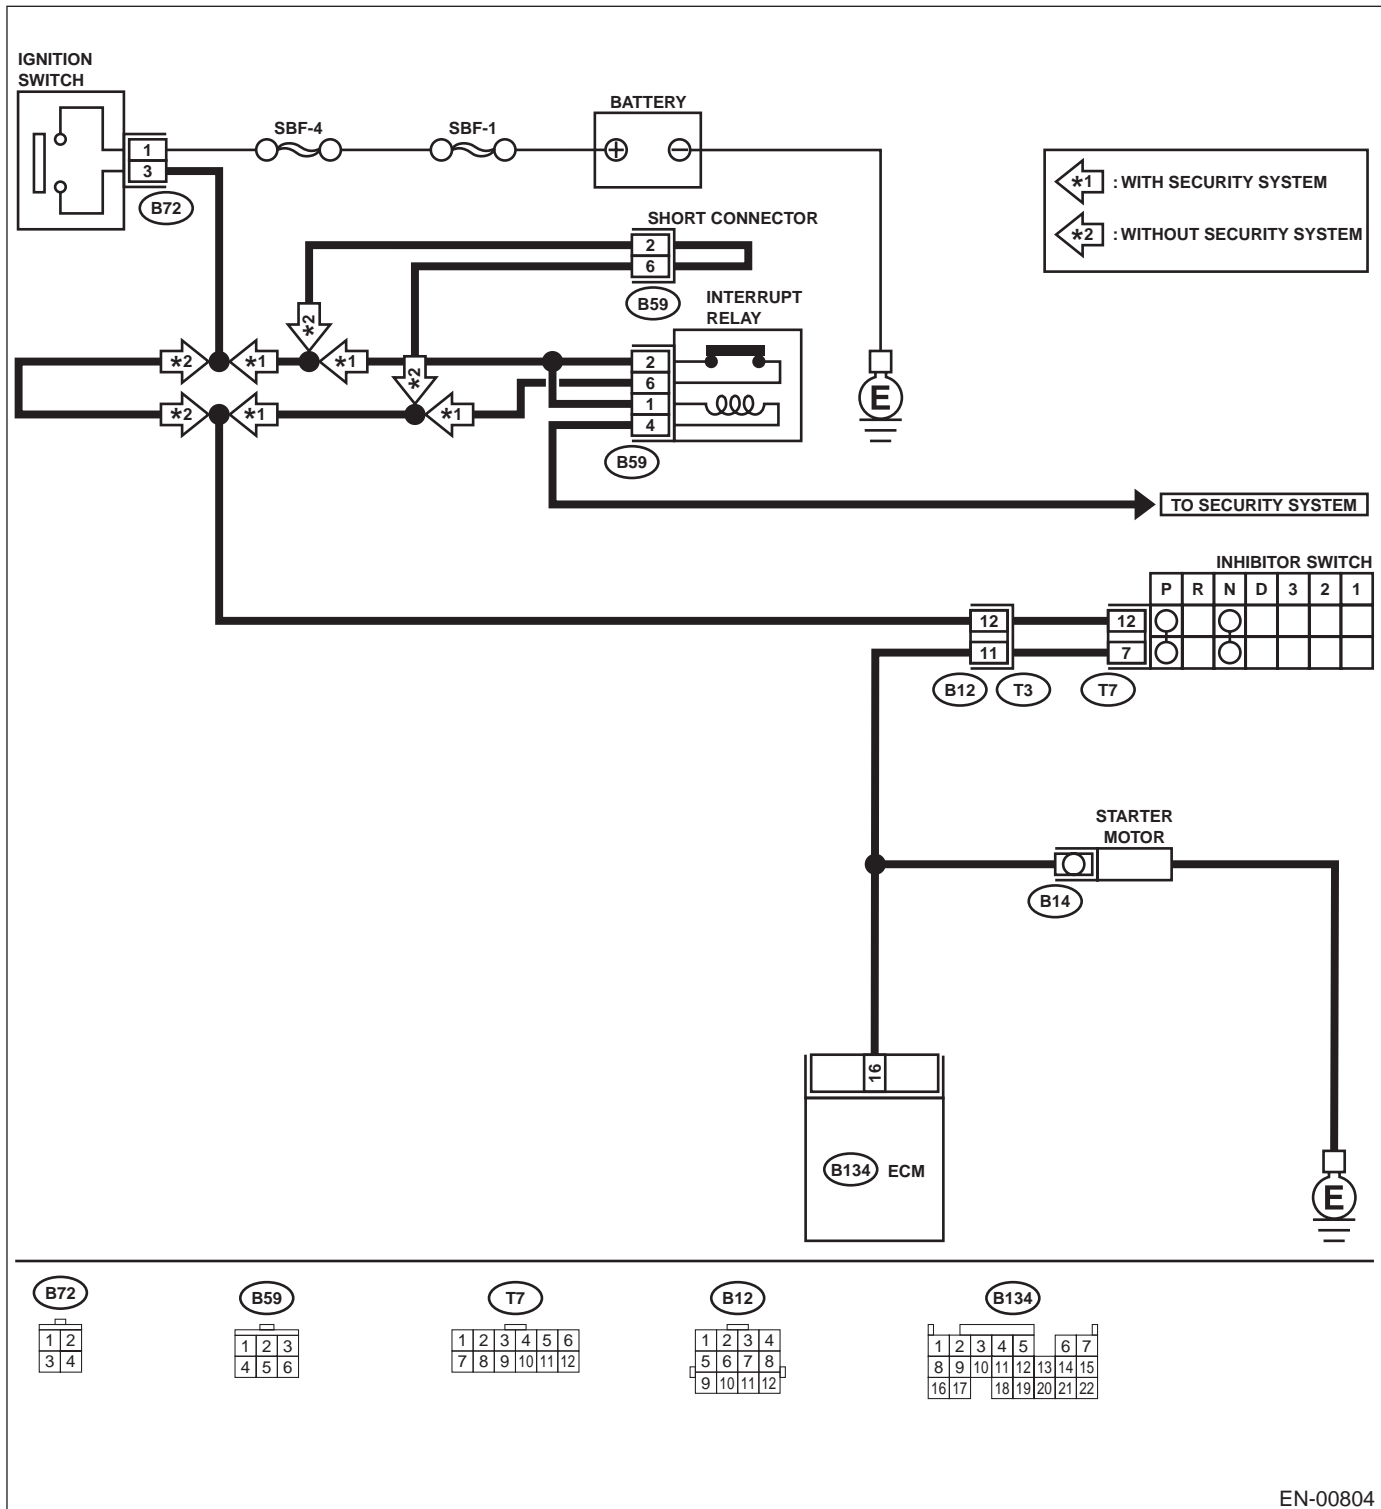 IGNITION
SWITCH
1
3
B72
SBF-4
SBF-1
BATTERY
+
−
*1 : WITH SECURITY SYSTEM
*2 : WITHOUT SECURITY SYSTEM
SHORT CONNECTOR
2
6
B59
*2
INTERRUPT
RELAY
*2
*1
*1
*2
2
6
1
4
*2
*1
*1
B59
E
TO SECURITY SYSTEM
INHIBITOR SWITCH
P R N D 3 2 1
12
11
12
7
B12
T3
T7
STARTER
MOTOR
B14
16
B134 ECM
E
B72
1 2
3 4
B59
1 2 3
4 5 6
T7
1 2 3 4 5 6
7 8 9 10 11 12
B12
1 2 3 4
5 6 7 8
9 10 11 12
B134
1 2 3 4 5 6 7
8 9 10 11 12 13 14 15
16 17 18 19 20 21 22
EN-00804